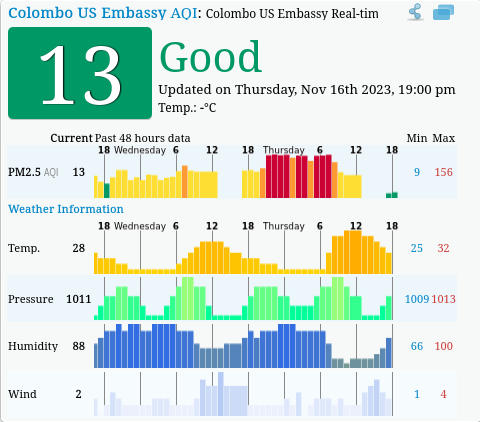 Colombo US Embassy AQI: Colombo US Embassy Real-tim
13
Good
Updated on Thursday, Nov 16th 2023, 19:00 pm
Temp.: -°C
Current Past 48 hours data Min Max
18 Wednesday 6 12 18 Thursday 6 12 18
PM2.5 AQI 13 9 156
Weather Information
18 Wednesday 6 12 18 Thursday 6 12 18
Temp. 28 25 32
Pressure 1011 1009 1013
Humidity 88 66 100
Wind 2 1 4